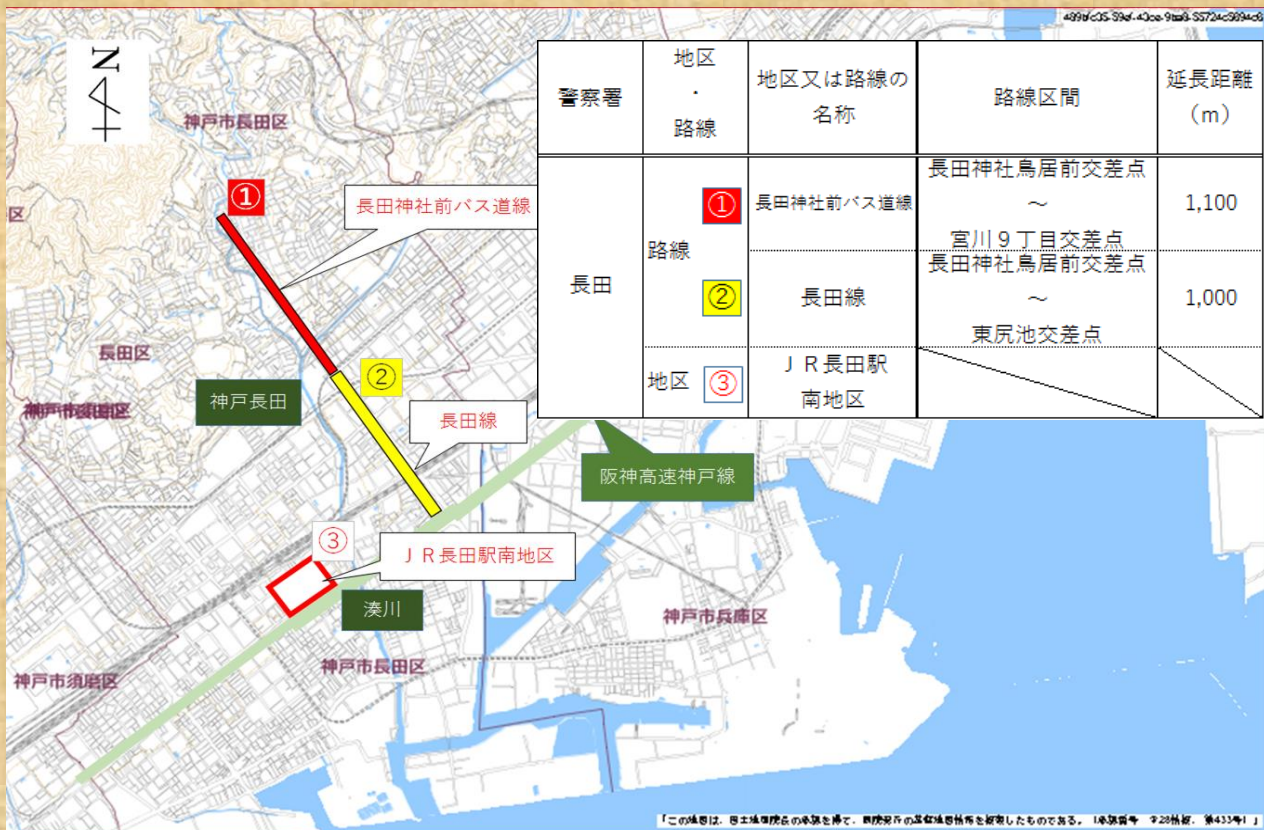 N
神戸市長田区
区
①
長田神社前バス道線
警察署
地区
・
路線
地区又は路線の
名称
路線区間
延長距離
(m)
長田
路線
①
長田神社前バス道線
長田神社鳥居前交差点
～
宮川９丁目交差点
1,100
②
長田線
長田神社鳥居前交差点
～
東尻池交差点
1,000
地区
③
ＪＲ長田駅
南地区
長田区
②
神戸長田
長田線
阪神高速神戸線
③
ＪＲ長田駅南地区
湊川
神戸市兵庫区
神戸市長田区
神戸市須磨区